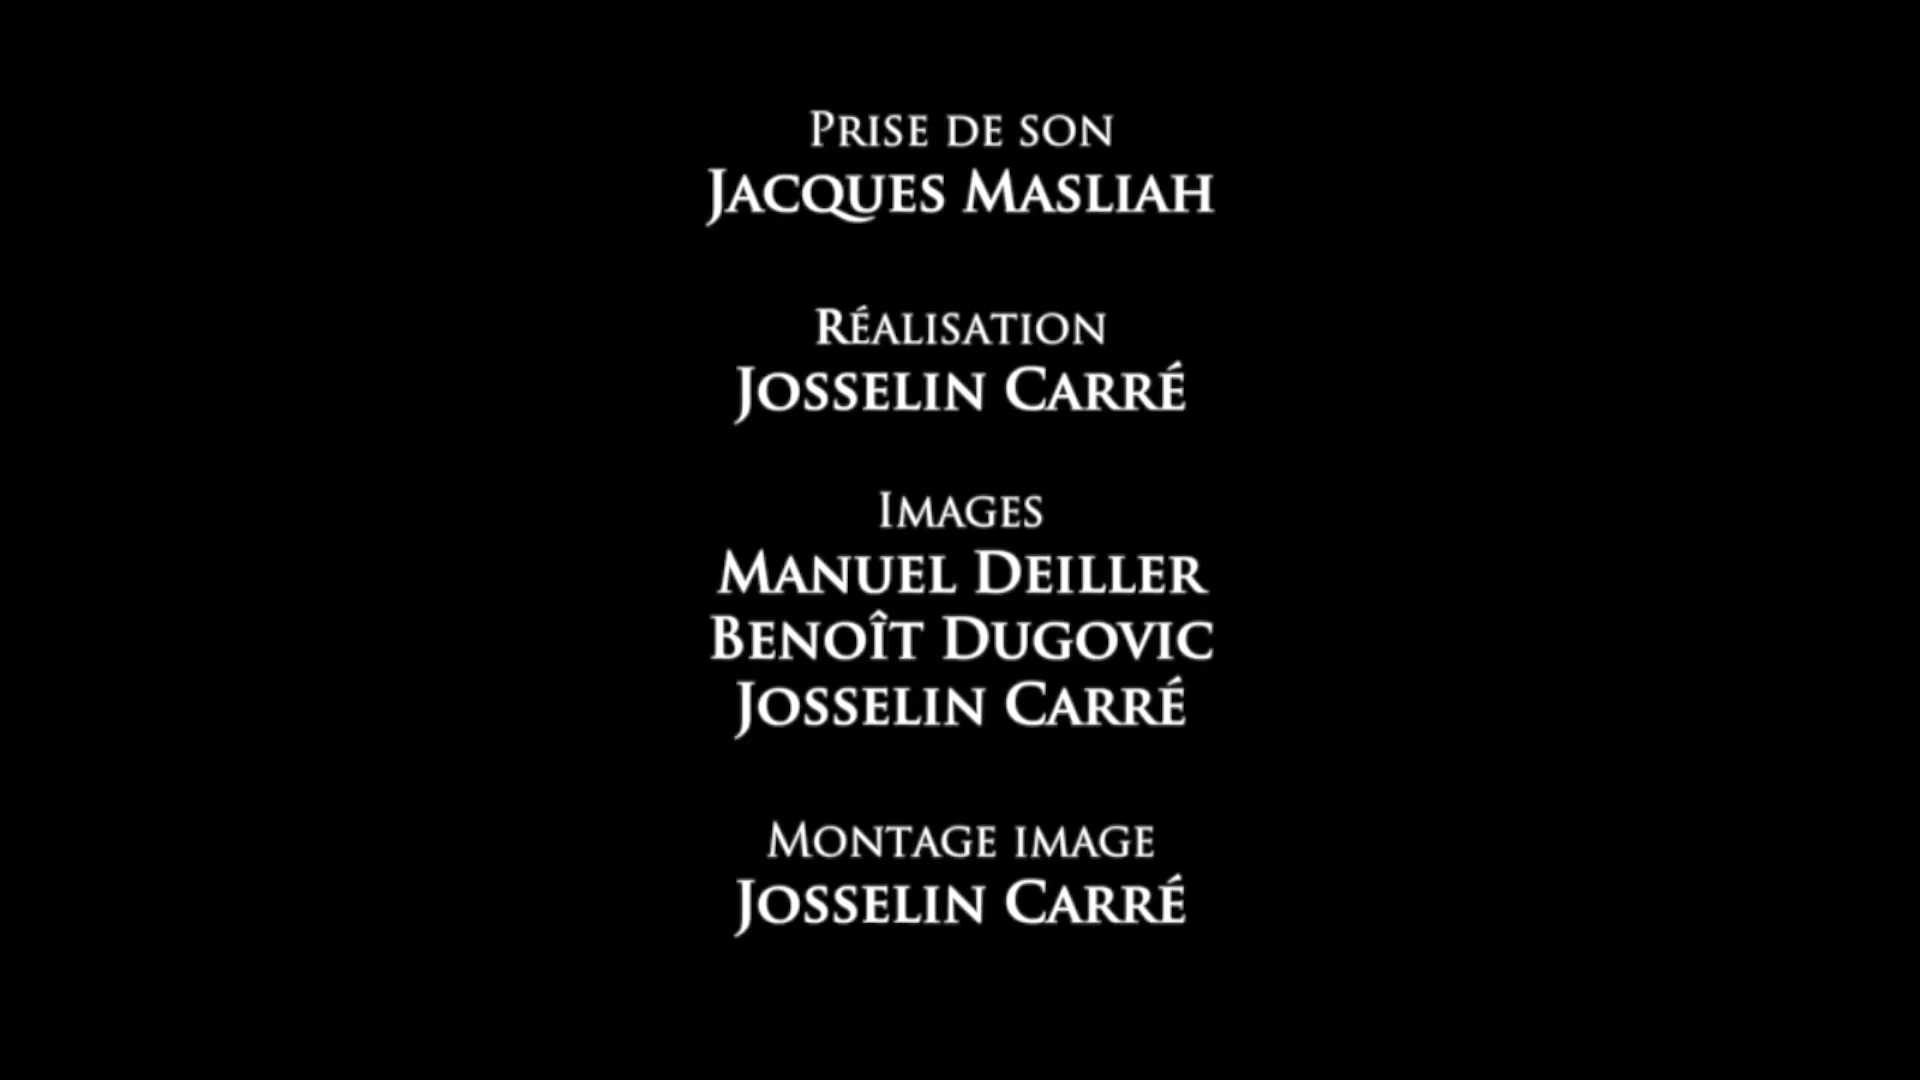 Prise de son
Jacques Masliah
Réalisation
Josselin Carré
Images
Manuel Deiller
Benoît Dugovic
Josselin Carré
Montage image
Josselin Carré